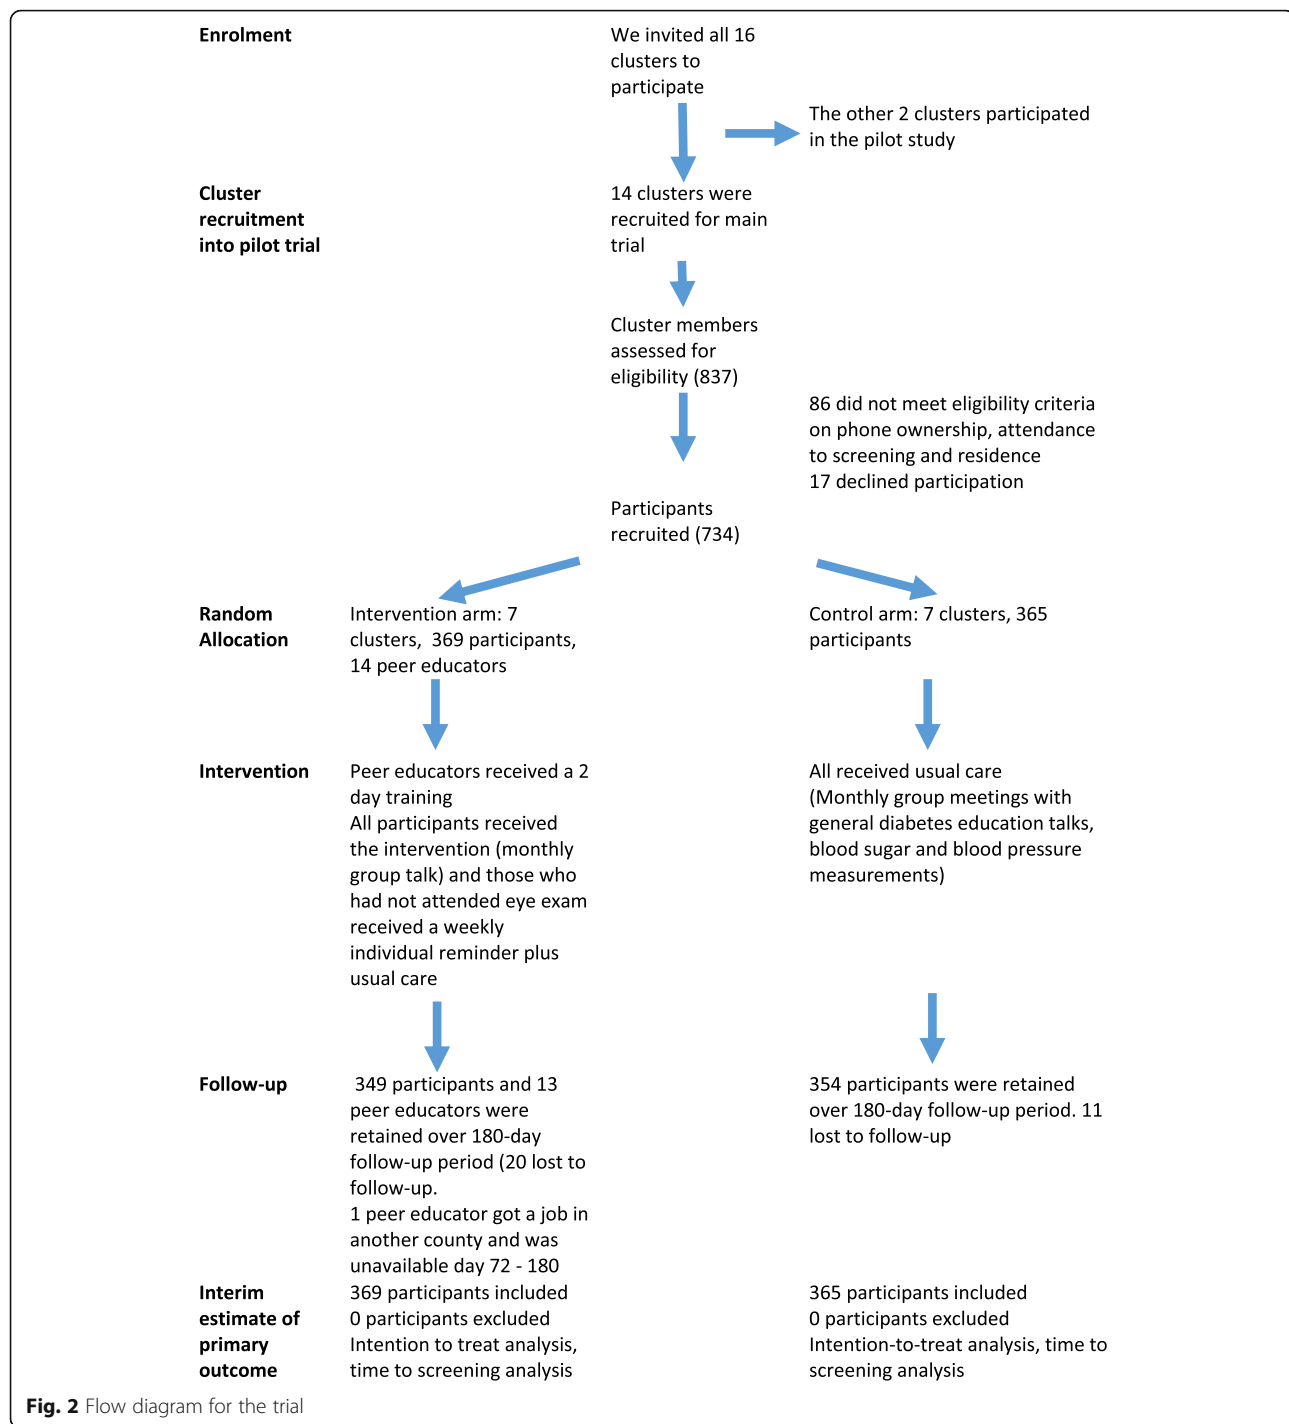 Enrolment
We invited all 16
clusters to
participate
The other 2 clusters participated
in the pilot study
Cluster
recruitment
into pilot trial
14 clusters were
recruited for main
trial
Cluster members
assessed for
eligibility (837)
86 did not meet eligibility criteria
on phone ownership, attendance
to screening and residence
17 declined participation
Participants
recruited (734)
Random
Allocation
Intervention arm: 7
clusters,  369 participants,
14 peer educators
Control arm: 7 clusters, 365
participants
Intervention
Peer educators received a 2
day training
All participants received
the intervention (monthly
group talk) and those who
had not attended eye exam
received a weekly
individual reminder plus
usual care
All received usual care
(Monthly group meetings with
general diabetes education talks,
blood sugar and blood pressure
measurements)
Follow-up
349 participants and 13
peer educators were
retained over 180-day
follow-up period (20 lost to
follow-up.
1 peer educator got a job in
another county and was
unavailable day 72 - 180
354 participants were retained
over 180-day follow-up period. 11
lost to follow-up
Interim
estimate of
primary
outcome
369 participants included
0 participants excluded
Intention to treat analysis,
time to screening analysis
365 participants included
0 participants excluded
Intention-to-treat analysis, time to
screening analysis
Fig. 2 Flow diagram for the trial